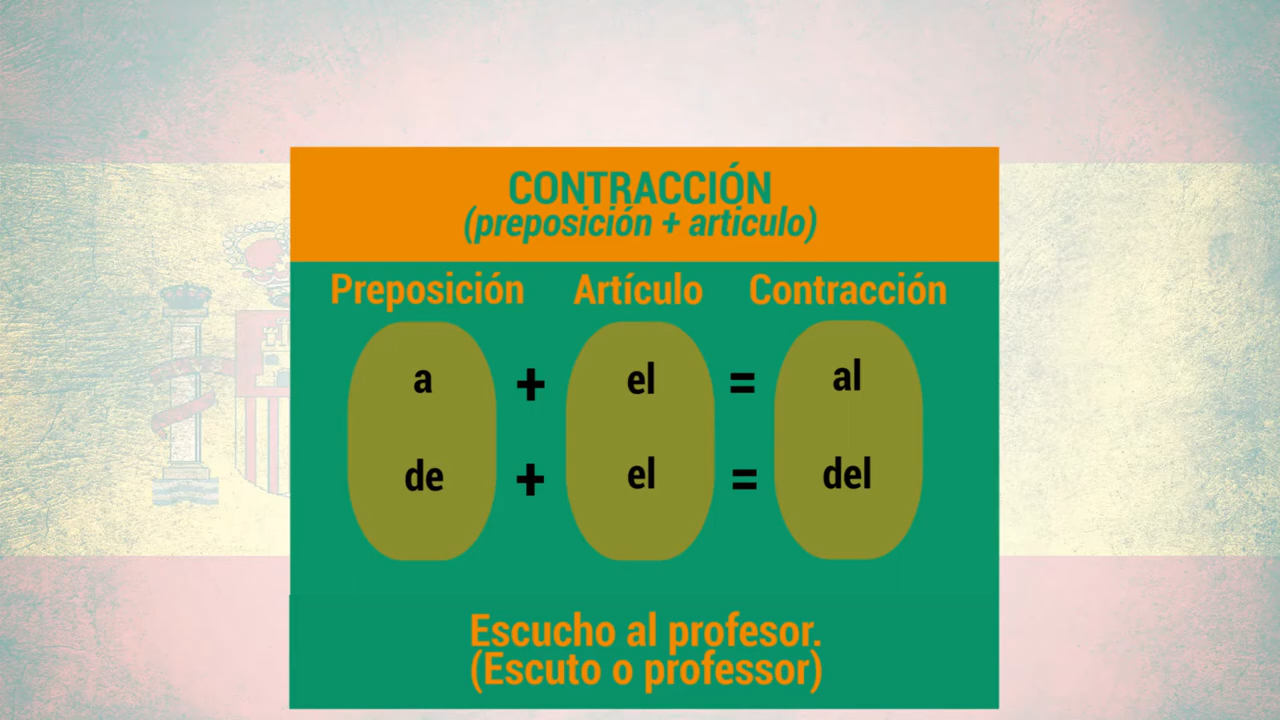 CONTRACCIÓN
(preposición + articulo)
Preposición Artículo Contracción
a + el = al
de + el = del
Escucho al profesor.
(Escuto o professor)